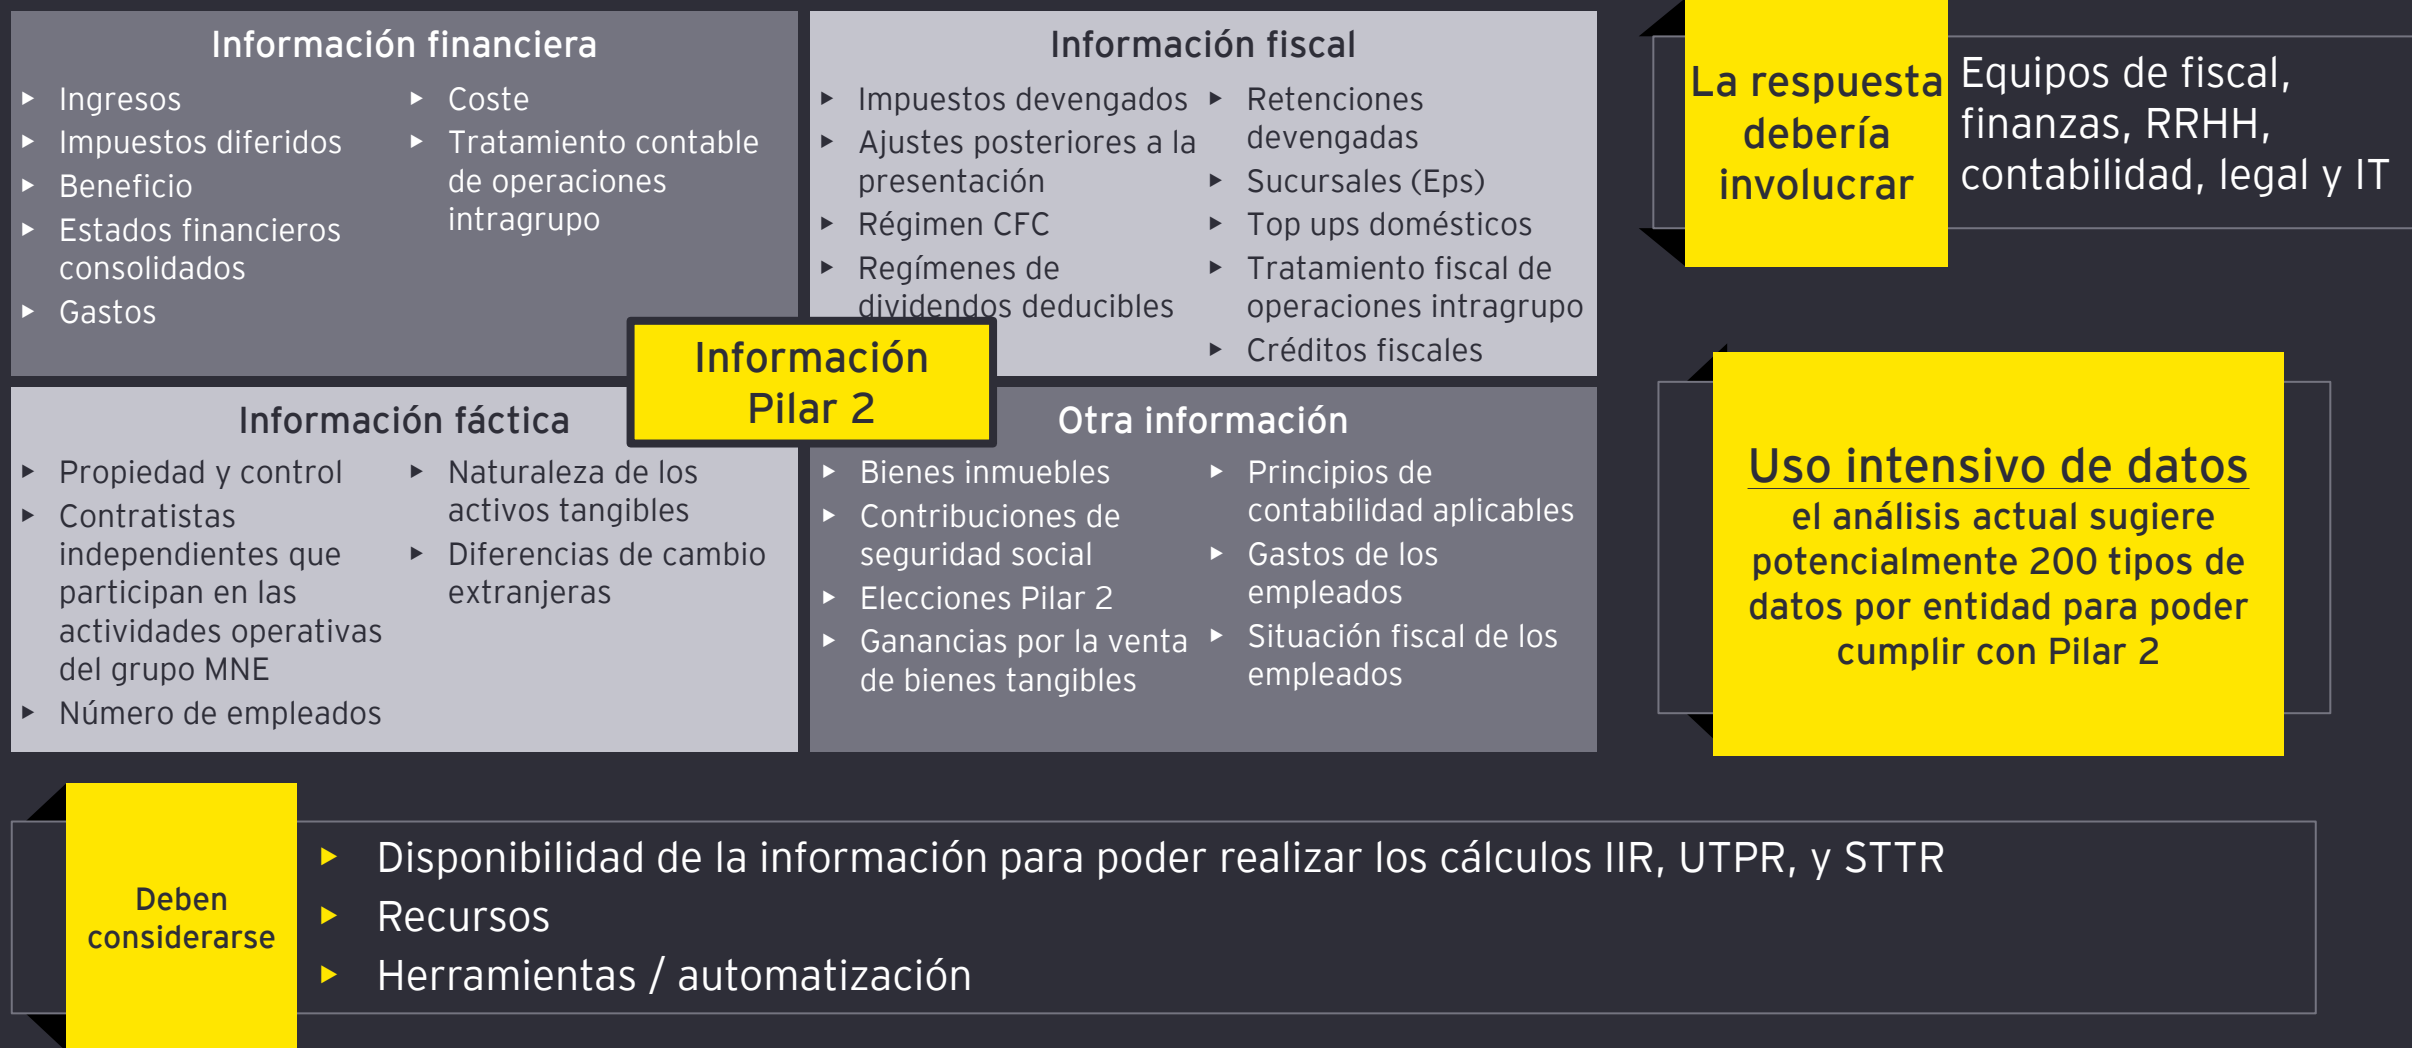 Información financiera
Ingresos
Impuestos diferidos
Beneficio
Estados financieros
consolidados
Gastos
Coste
Tratamiento contable
de operaciones
intragrupo
Información fiscal
Impuestos devengados
Ajustes posteriores a la
presentación
Régimen CFC
Regímenes de
dividendos deducibles
Retenciones
devengadas
Sucursales (Eps)
Top ups domésticos
Tratamiento fiscal de
operaciones intragrupo
Créditos fiscales
Información
Pilar 2
Información fáctica
Propiedad y control
Contratistas
independientes que
participan en las
actividades operativas
del grupo MNE
Número de empleados
Naturaleza de los
activos tangibles
Diferencias de cambio
extranjeras
Otra información
Bienes inmuebles
Contribuciones de
seguridad social
Elecciones Pilar 2
Ganancias por la venta
de bienes tangibles
Principios de
contabilidad aplicables
Gastos de los
empleados
Situación fiscal de los
empleados
La respuesta
debería
involucrar
Equipos de fiscal,
finanzas, RRHH,
contabilidad, legal y IT
Uso intensivo de datos
el análisis actual sugiere
potencialmente 200 tipos de
datos por entidad para poder
cumplir con Pilar 2
Deben
considerarse
Disponibilidad de la información para poder realizar los cálculos IIR, UTPR, y STTR
Recursos
Herramientas / automatización